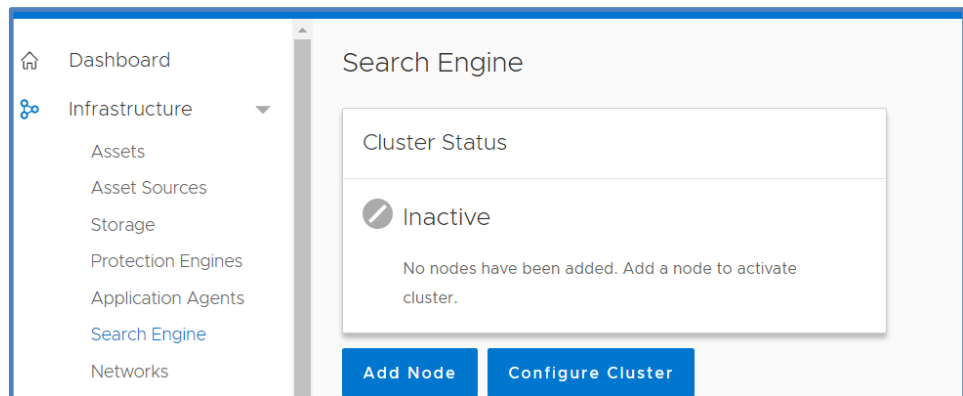 Dashboard
Infrastructure
Assets
Asset Sources
Storage
Protection Engines
Application Agents
Search Engine
Networks
Search Engine
Cluster Status
Inactive
No nodes have been added. Add a node to activate
cluster.
Add Node
Configure Cluster